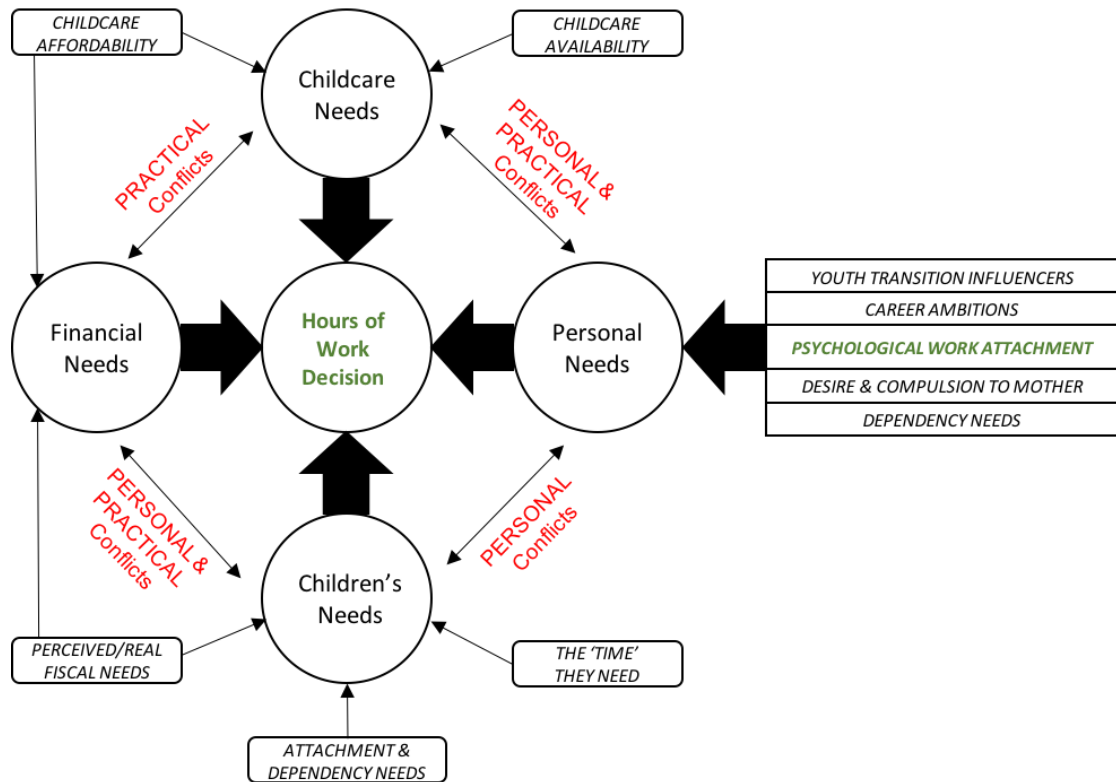 CHILDCARE
AFFORDABILITY
CHILDCARE
AVAILABILITY
Childcare
Needs
PRACTICAL
Conflicts
PERSONAL &
PRACTICAL
Conflicts
Financial
Needs
Hours of
Work
Decision
Personal
Needs
YOUTH TRANSITION INFLUENCERS
CAREER AMBITIONS
PSYCHOLOGICAL WORK ATTACHMENT
DESIRE & COMPULSION TO MOTHER
DEPENDENCY NEEDS
PERSONAL &
PRACTICAL
Conflicts
PERSONAL
Conflicts
Children’s
Needs
PERCEIVED/REAL
FISCAL NEEDS
THE ‘TIME’
THEY NEED
ATTACHMENT &
DEPENDENCY NEEDS